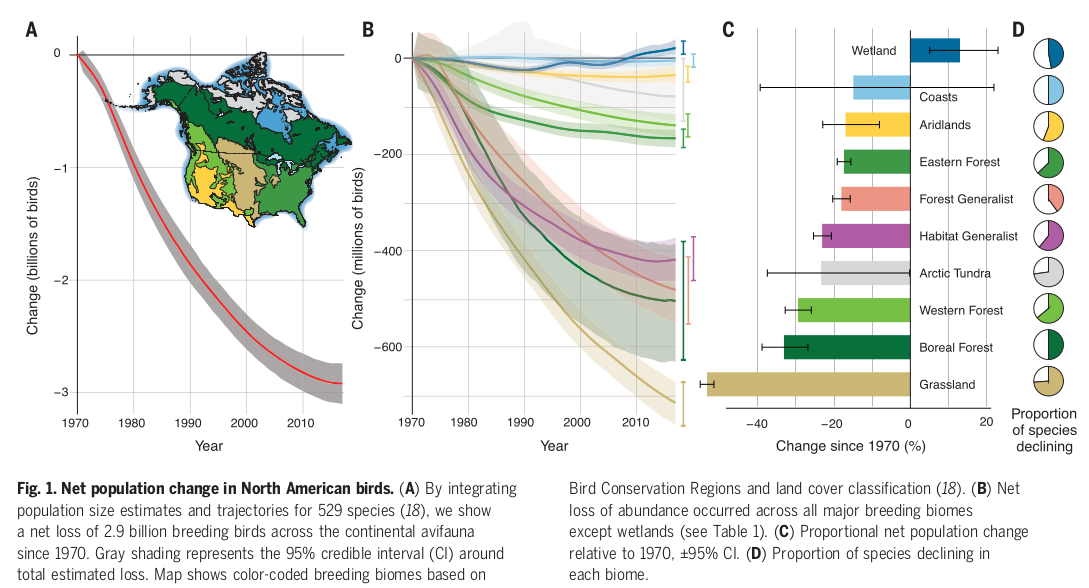 A
B
C
D
0
−1
−2
−3
Change (billions of birds)
1970 1980 1990 2000 2010
Year
0
−200
−400
−600
Change (millions of birds)
1970 1980 1990 2000 2010
Year
Wetland
Coasts
Aridlands
Eastern Forest
Forest Generalist
Habitat Generalist
Arctic Tundra
Western Forest
Boreal Forest
Grassland
−40 −20 0 20
Change since 1970 (%)
Proportion
of species
declining
Fig. 1. Net population change in North American birds. (A) By integrating
population size estimates and trajectories for 529 species (18), we show
a net loss of 2.9 billion breeding birds across the continental avifauna
since 1970. Gray shading represents the 95% credible interval (CI) around
total estimated loss. Map shows color-coded breeding biomes based on
Bird Conservation Regions and land cover classification (18). (B) Net
loss of abundance occurred across all major breeding biomes
except wetlands (see Table 1). (C) Proportional net population change
relative to 1970, ±95% CI. (D) Proportion of species declining in
each biome.